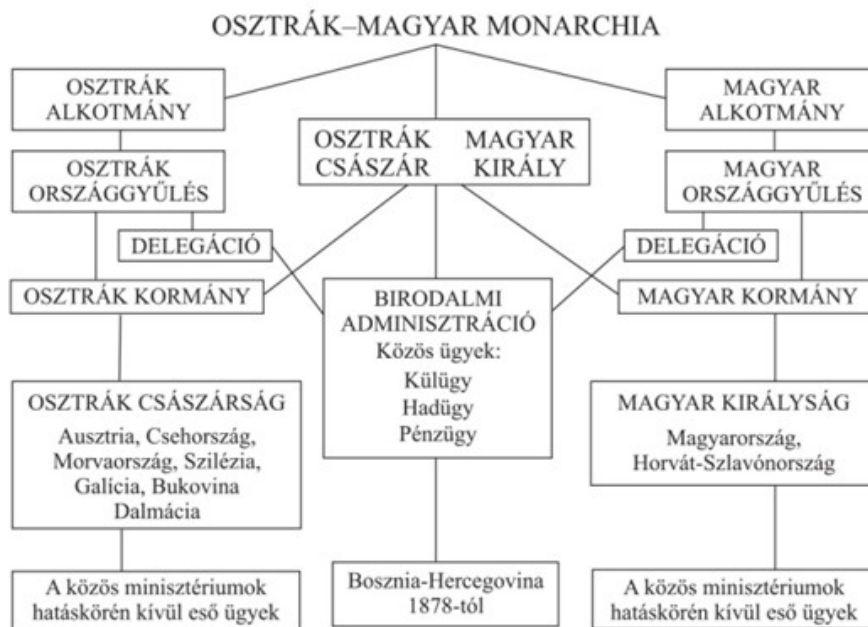 OSZTRÁK–MAGYAR MONARCHIA
OSZTRÁK
ALKOTMÁNY
MAGYAR
ALKOTMÁNY
OSZTRÁK MAGYAR
CSÁSZÁR KIRÁLY
OSZTRÁK
ORSZÁGGYŰLÉS
MAGYAR
ORSZÁGGYŰLÉS
DELEGÁCIÓ
DELEGÁCIÓ
OSZTRÁK KORMÁNY
BIRODALMI
ADMINISZTRÁCIÓ
Közös ügyek:
Külügy
Hadügy
Pénzügy
MAGYAR KORMÁNY
OSZTRÁK CSÁSZÁRSÁG
Ausztria, Csehország,
Morvaország, Szilézia,
Galícia, Bukovina
Dalmácia
MAGYAR KIRÁLYSÁG
Magyarország,
Horvát-Szlavónország
A közös minisztériumok
hatáskörén kívül eső ügyek
Bosznia-Hercegovina
1878-tól
A közös minisztériumok
hatáskörén kívül eső ügyek